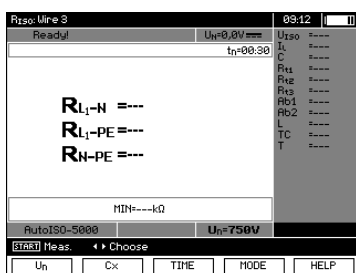 RISO: Wire 3
09:12
Ready!
UN=0,0V
tn=00:30
RL1-N =---
RL1-PE =---
RN-PE =---
MIN=---kΩ
AutoISO-5000
Un=750V
UISO =---
IL =---
C =---
Rt1 =---
Rt2 =---
Rt3 =---
Ab1 =---
Ab2 =---
L =---
TC =---
T =---
START Meas. ◂ ▸ Choose
Un
Cx
TIME
MODE
HELP